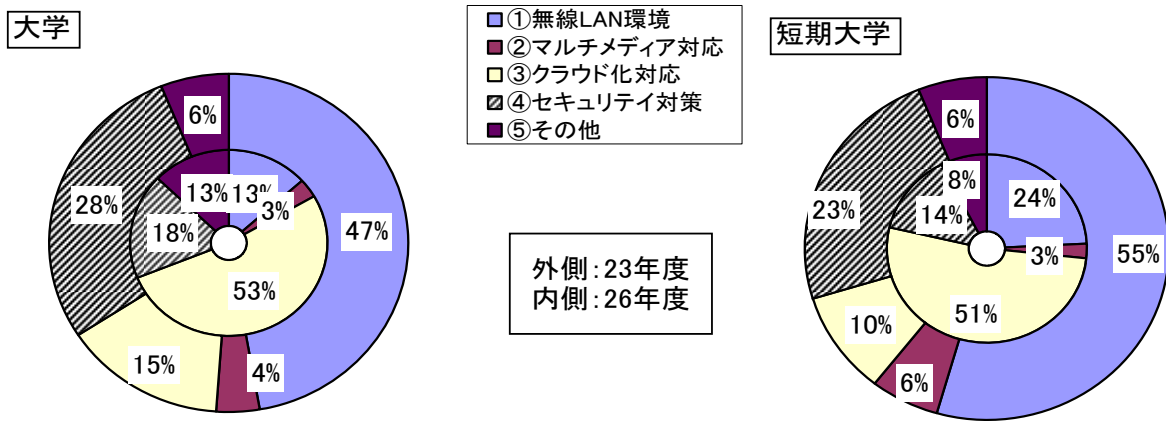 大学
①無線LAN環境
②マルチメディア対応
③クラウド化対応
④セキュリテイ対策
⑤その他
短期大学
6%
13%
13%
3%
28%
18%
47%
53%
15%
4%
外側:23年度
内側:26年度
6%
8%
24%
23%
14%
3%
55%
51%
10%
6%